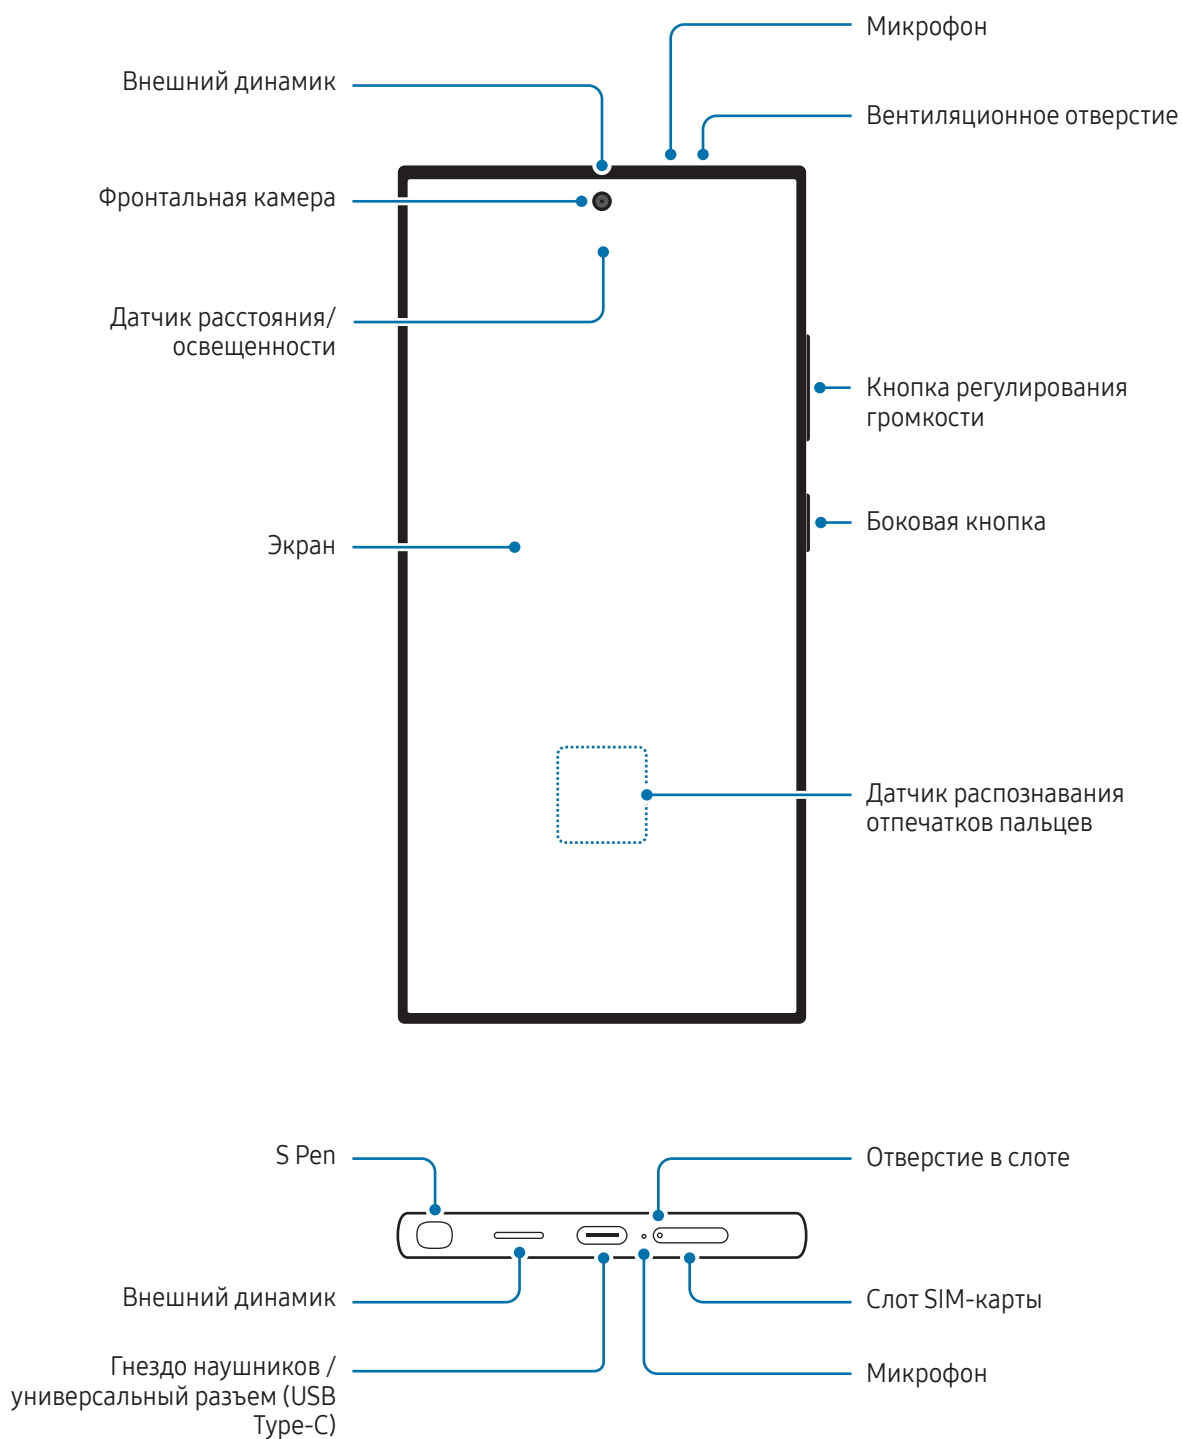 Микрофон
Внешний динамик
Вентиляционное отверстие
Фронтальная камера
Датчик расстояния/
освещенности
Кнопка регулирования
громкости
Боковая кнопка
Экран
Датчик распознавания
отпечатков пальцев
S Pen
Отверстие в слоте
Внешний динамик
Слот SIM-карты
Гнездо наушников /
универсальный разъем (USB
Type-C)
Микрофон